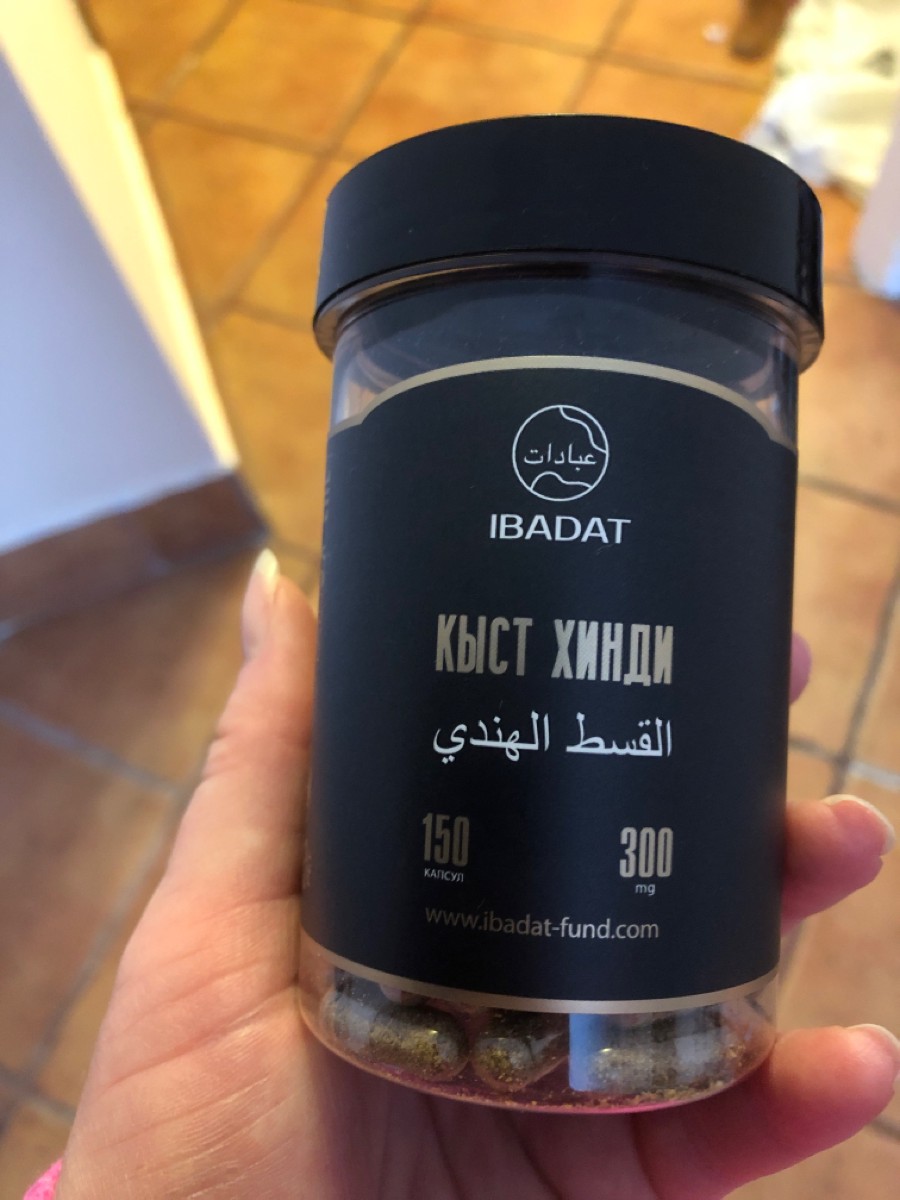 عبادات
IBADAT
КЫСТ ХИНДИ
القسط الهندي
150
КАПСУЛ
300
mg
www.ibadat-fund.com